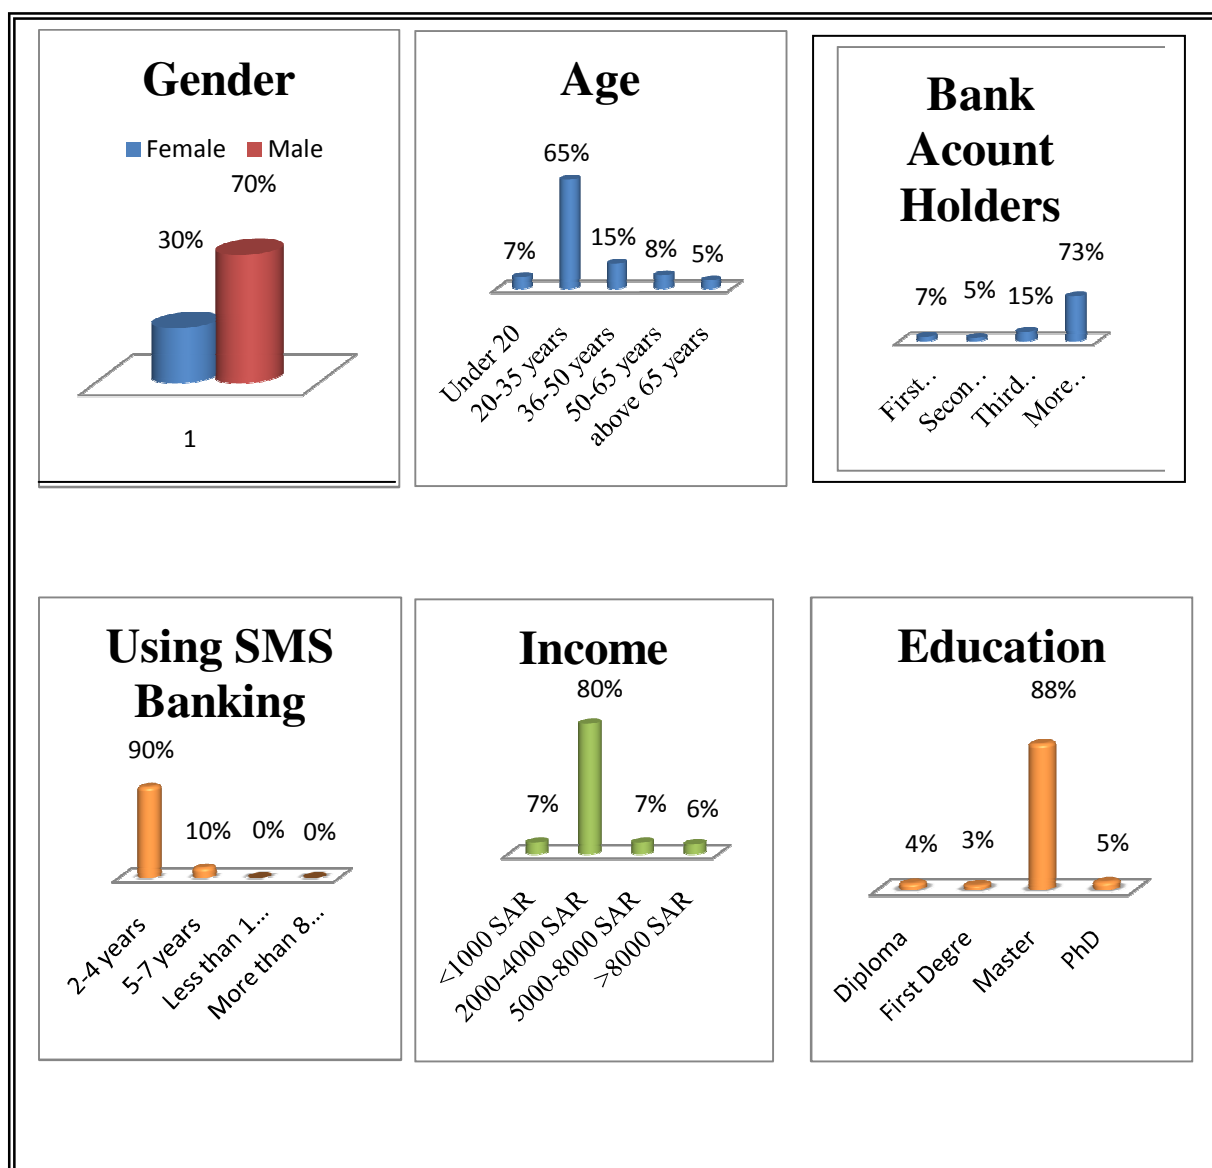 Gender
Female Male
70%
30%
1
Age
65%
7%
15%
8%
5%
Under 20
20-35 years
36-50 years
50-65 years
above 65 years
Bank
Acount
Holders
73%
7%
5%
15%
First..
Secon..
Third..
More..
Using SMS
Banking
90%
10%
0%
0%
2-4 years
5-7 years
Less than 1...
More than 8...
Income
80%
7%
7%
6%
<1000 SAR
2000-4000 SAR
5000-8000 SAR
>8000 SAR
Education
88%
4%
3%
5%
Diploma
First Degre
Master
PhD